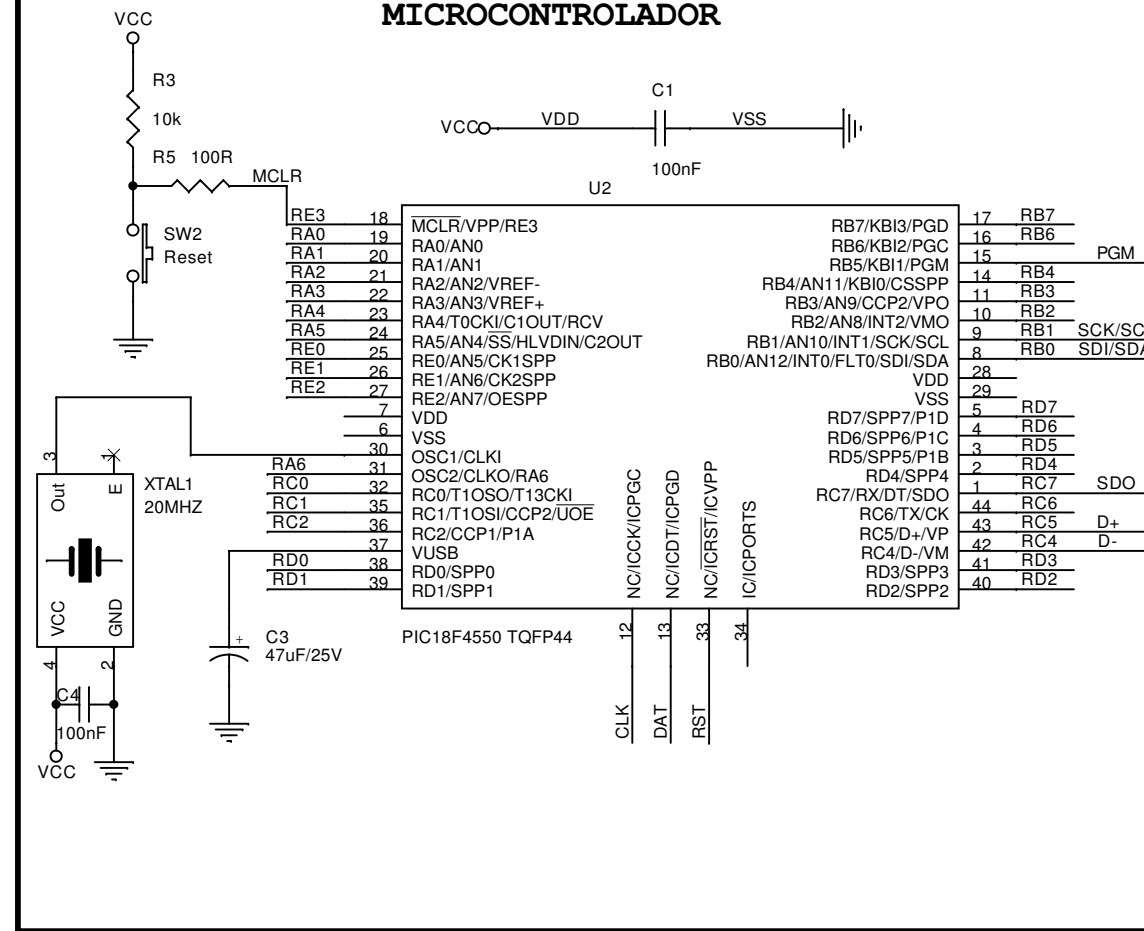 MICROCONTROLADOR
VCC
R3
10k
R5 100R
MCLR
SW2
Reset
C1
VCC VDD VSS
100nF
U2
RE3 18 MCLR/VPP/RE3
RA0 19 RA0/AN0
RA1 20 RA1/AN1
RA2 21 RA2/AN2/VREF-
RA3 22 RA3/AN3/VREF+
RA4 23 RA4/T0CKI/C1OUT/RCV
RA5 24 RA5/AN4/SS/HLVDIN/C2OUT
RE0 25 RE0/AN5/CK1SPP
RE1 26 RE1/AN6/CK2SPP
RE2 27 RE2/AN7/OESPP
7 VDD
6 VSS
30 OSC1/CLKI
RA6 31 OSC2/CLKO/RA6
RC0 32 RC0/T1OSO/T13CKI
RC1 35 RC1/T1OSI/CCP2/UOE
RC2 36 RC2/CCP1/P1A
37 VUSB
RD0 38 RD0/SPP0
RD1 39 RD1/SPP1
RB7/KBI3/PGD 17 RB7
RB6/KBI2/PGC 16 RB6
RB5/KBI1/PGM 15 PGM
RB4/AN11/KBI0/CSSPP 14 RB4
RB3/AN9/CCP2/VPO 11 RB3
RB2/AN8/INT2/VMO 10 RB2
RB1/AN10/INT1/SCK/SCL 9 RB1 SCK/SC
RB0/AN12/INT0/FLT0/SDI/SDA 8 RB0 SDI/SDA
VDD 28
VSS 29
RD7/SPP7/P1D 5 RD7
RD6/SPP6/P1C 4 RD6
RD5/SPP5/P1B 3 RD5
RD4/SPP4 2 RD4
RC7/RX/DT/SDO 1 RC7 SDO
RC6/TX/CK 44 RC6
RC5/D+/VP 43 RC5 D+
RC4/D-/VM 42 RC4 D-
RD3/SPP3 41 RD3
RD2/SPP2 40 RD2
NC/ICCK/ICPGC 12 CLK
NC/ICDT/ICPGD 13 DAT
NC/ICRST/ICVPP 33 RST
IC/ICPORTS 34
PIC18F4550 TQFP44
3 1
Out E
XTAL1
20MHZ
VCC GND
4 2
C4
100nF
VCC
+ C3
47uF/25V